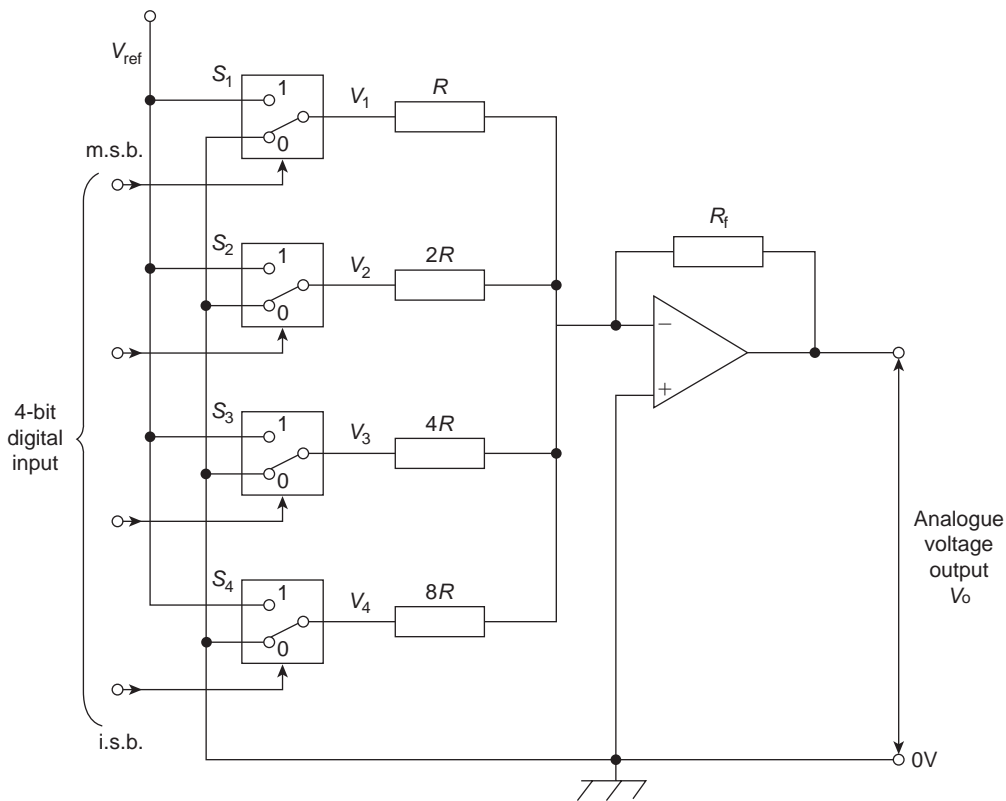 V_ref
S_1
1
0
V_1
R
m.s.b.
S_2
1
0
V_2
2R
R_f
−
+
4-bit
digital
input
S_3
1
0
V_3
4R
Analogue
voltage
output
V_o
S_4
1
0
V_4
8R
i.s.b.
0V